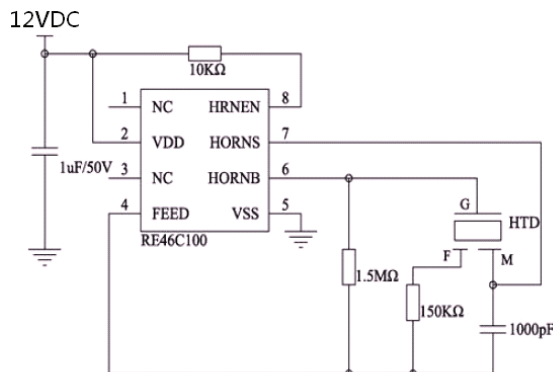 12VDC
10KΩ
1 NC HRNEN 8
2 VDD HORNS 7
1uF/50V
3 NC HORNB 6
4 FEED VSS 5
RE46C100
G
HTD
F M
1.5MΩ
150KΩ
1000pF